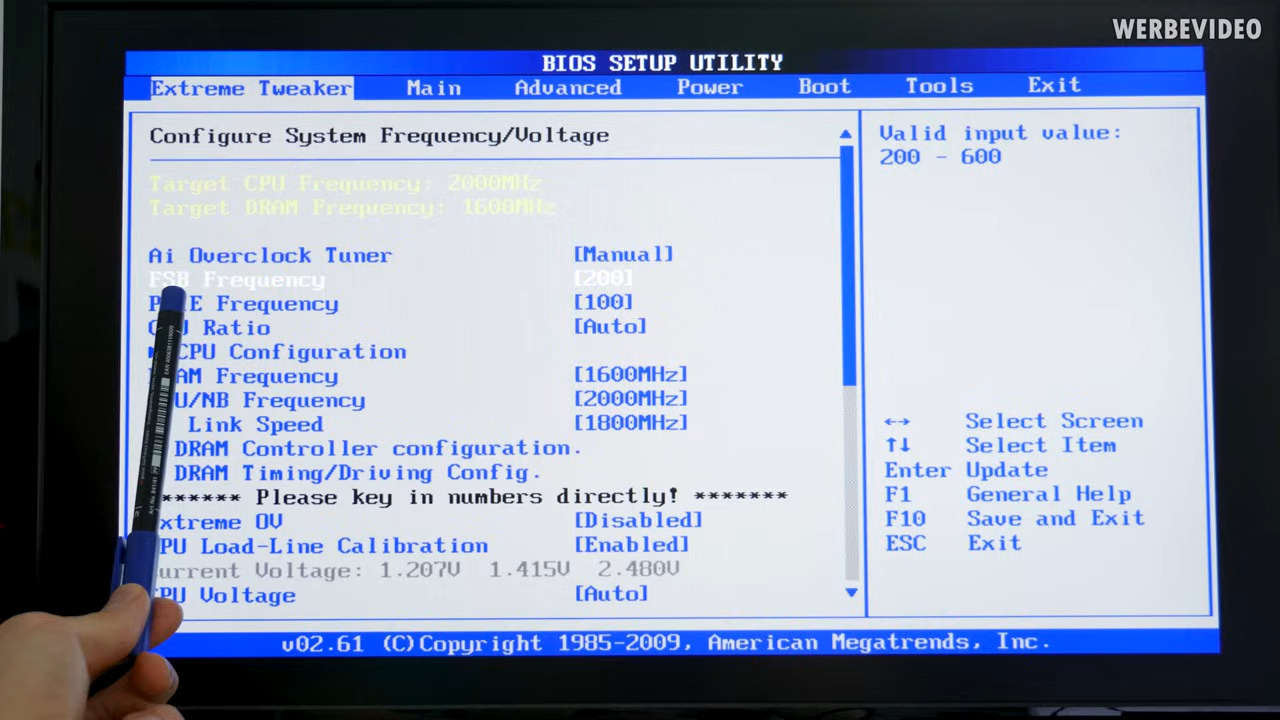 WERBEVIDEO
BIOS SETUP UTILITY
Extreme Tweaker Main Advanced Power Boot Tools Exit
Configure System Frequency/Voltage
Target CPU Frequency: 2000MHz
Target DRAM Frequency: 1600MHz
Ai Overclock Tuner [Manual]
FSB Frequency [200]
E Frequency [100]
Ratio [Auto]
CPU Configuration
AM Frequency [1600MHz]
U/NB Frequency [2000MHz]
Link Speed [1800MHz]
DRAM Controller configuration.
DRAM Timing/Driving Config.
****** Please key in numbers directly! *******
xtreme OV [Disabled]
PU Load-Line Calibration [Enabled]
urrent Voltage: 1.207V 1.415V 2.480V
PU Voltage [Auto]
Valid input value:
200 - 600
↔ Select Screen
↑↓ Select Item
Enter Update
F1 General Help
F10 Save and Exit
ESC Exit
v02.61 (C)Copyright 1985-2009, American Megatrends, Inc.